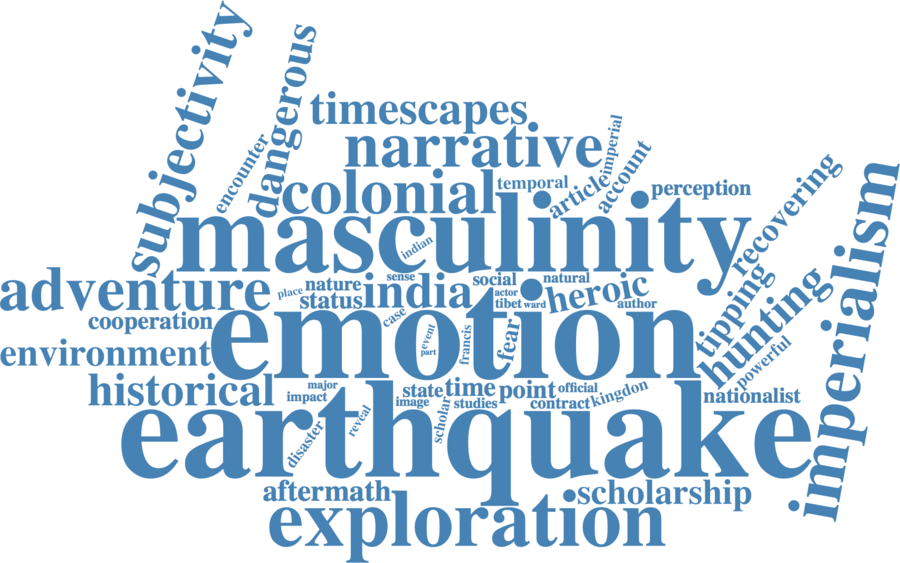 subjectivity
encounter
dangerous
timescapes
narrative
imperial
account
article
colonial
temporal
perception
recovering
masculinity
indian
imperialism
adventure
place
nature
sense
status
india
social
actor
tibet
ward
natural
heroic
author
tipping
hunting
cooperation
case
emotion
event
part
francis
fear
powerful
environment
historical
major
impact
state
time
point
official
image
studies
contract
kingdon
nationalist
scholar
reveal
disaster
earthquake
aftermath
scholarship
exploration